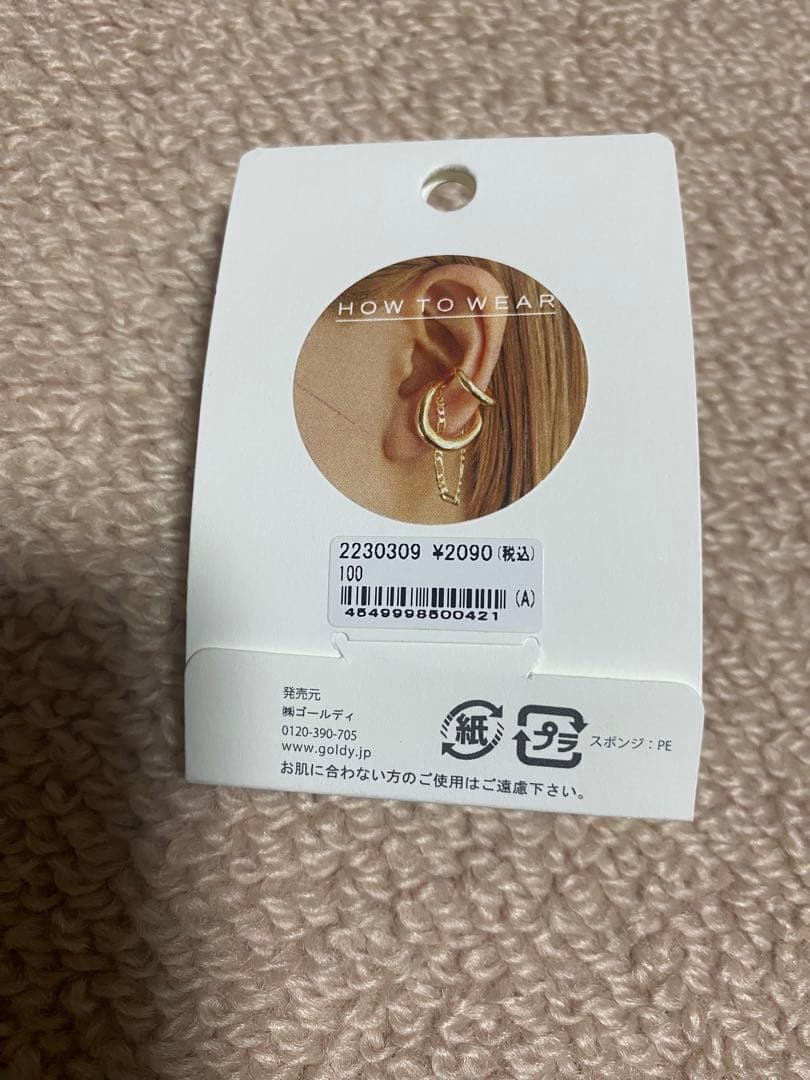 HOW TO WEAR
2230309 ¥2090(税込)
100
(A)
4549998500421
発売元
㈱ゴールディ
0120-390-705
www.goldy.jp
紙
プラ
スポンジ：PE
お肌に合わない方のご使用はご遠慮下さい。